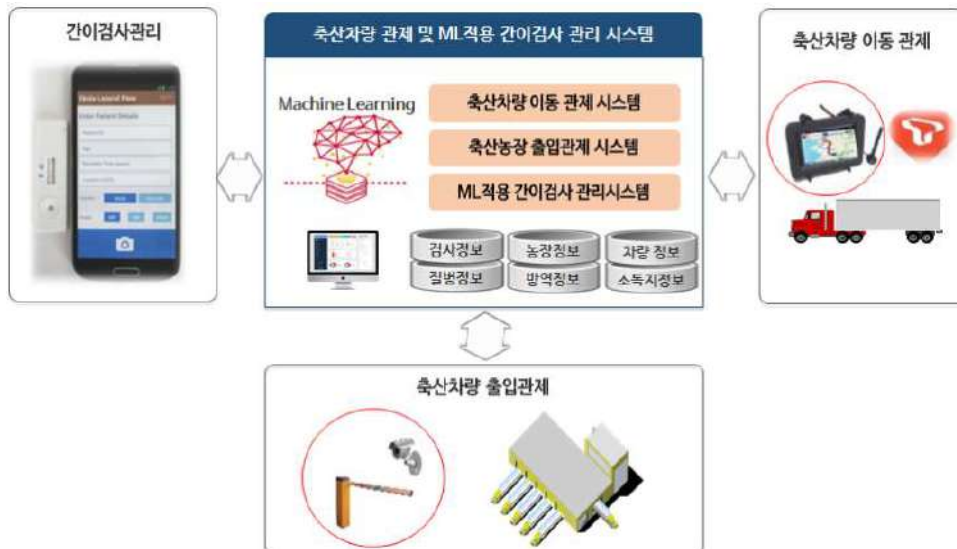 간이검사관리
축산차량 관제 및 ML적용 간이검사 관리 시스템
축산차량 이동 관제
Machine Learning
축산차량 이동 관제 시스템
축산농장 출입관제 시스템
ML적용 간이검사 관리시스템
검사정보
농장정보
차량 정보
질병정보
방역정보
소독지정보
축산차량 출입관제